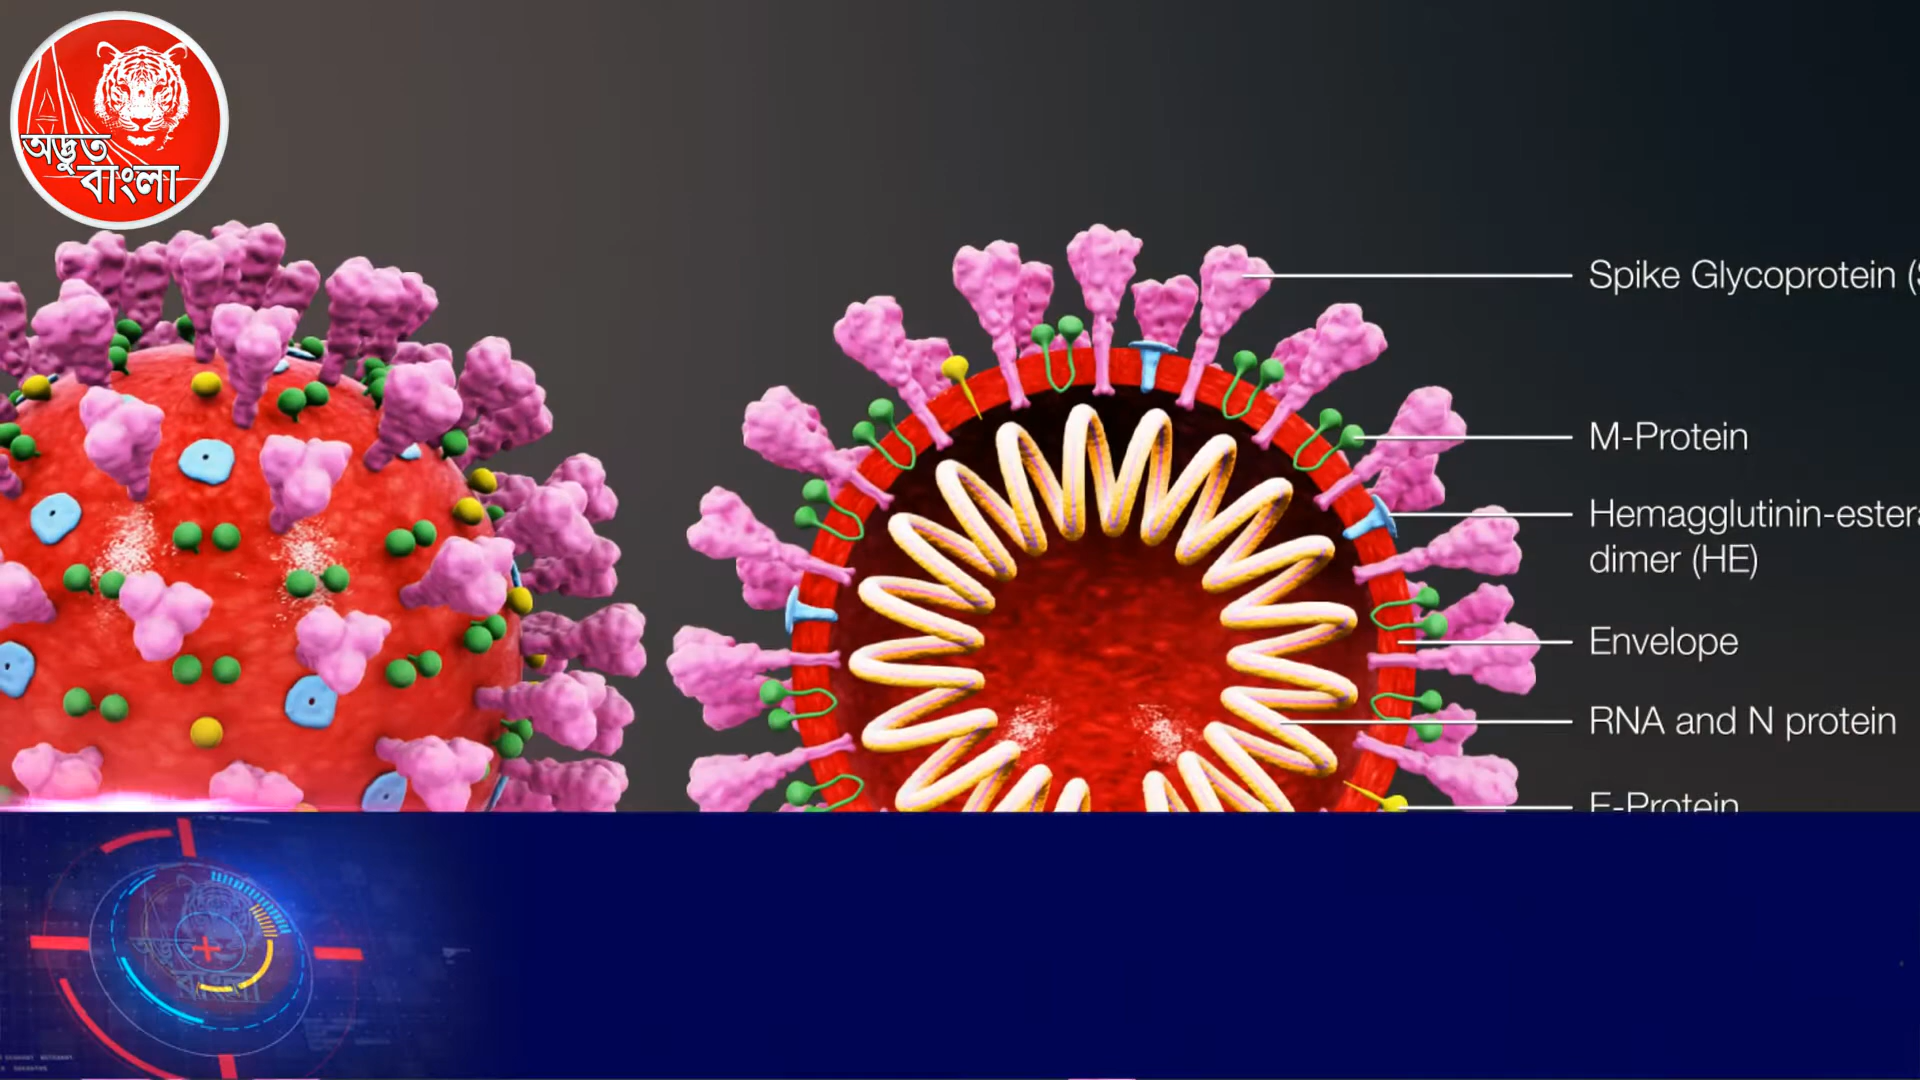 অদ্ভুত
বাংলা
Spike Glycoprotein (
M-Protein
Hemagglutinin-ester
dimer (HE)
Envelope
RNA and N protein
E-Protein
বাংলা